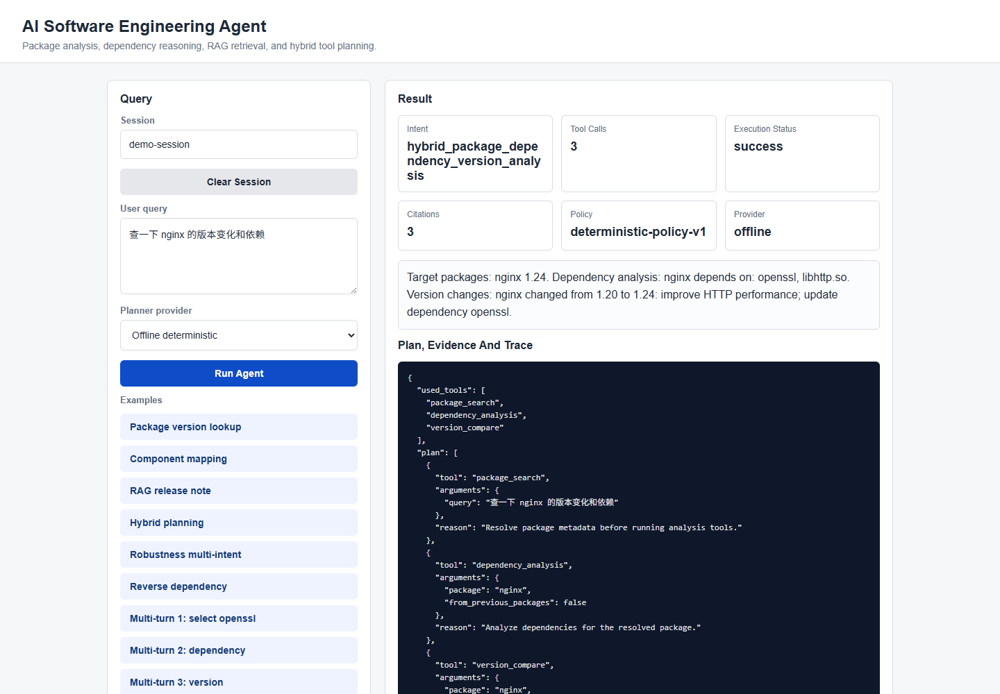 AI Software Engineering Agent
Package analysis, dependency reasoning, RAG retrieval, and hybrid tool planning.
Query
Session
demo-session
Clear Session
User query
查一下 nginx 的版本变化和依赖
Planner provider
Offline deterministic
Run Agent
Examples
Package version lookup
Component mapping
RAG release note
Hybrid planning
Robustness multi-intent
Reverse dependency
Multi-turn 1: select openssl
Multi-turn 2: dependency
Multi-turn 3: version
Result
Intent
hybrid_package_depe
ndency_version_analy
sis
Tool Calls
3
Execution Status
success
Citations
3
Policy
deterministic-policy-v1
Provider
offline
Target packages: nginx 1.24. Dependency analysis: nginx depends on: openssl, libhttp.so.
Version changes: nginx changed from 1.20 to 1.24: improve HTTP performance; update
dependency openssl.
Plan, Evidence And Trace
{
"used_tools": [
"package_search",
"dependency_analysis",
"version_compare"
],
"plan": [
{
"tool": "package_search",
"arguments": {
"query": "查一下 nginx 的版本变化和依赖"
},
"reason": "Resolve package metadata before running analysis tools."
},
{
"tool": "dependency_analysis",
"arguments": {
"package": "nginx",
"from_previous_packages": false
},
"reason": "Analyze dependencies for the resolved package."
},
{
"tool": "version_compare",
"arguments": {
"package": "nginx",